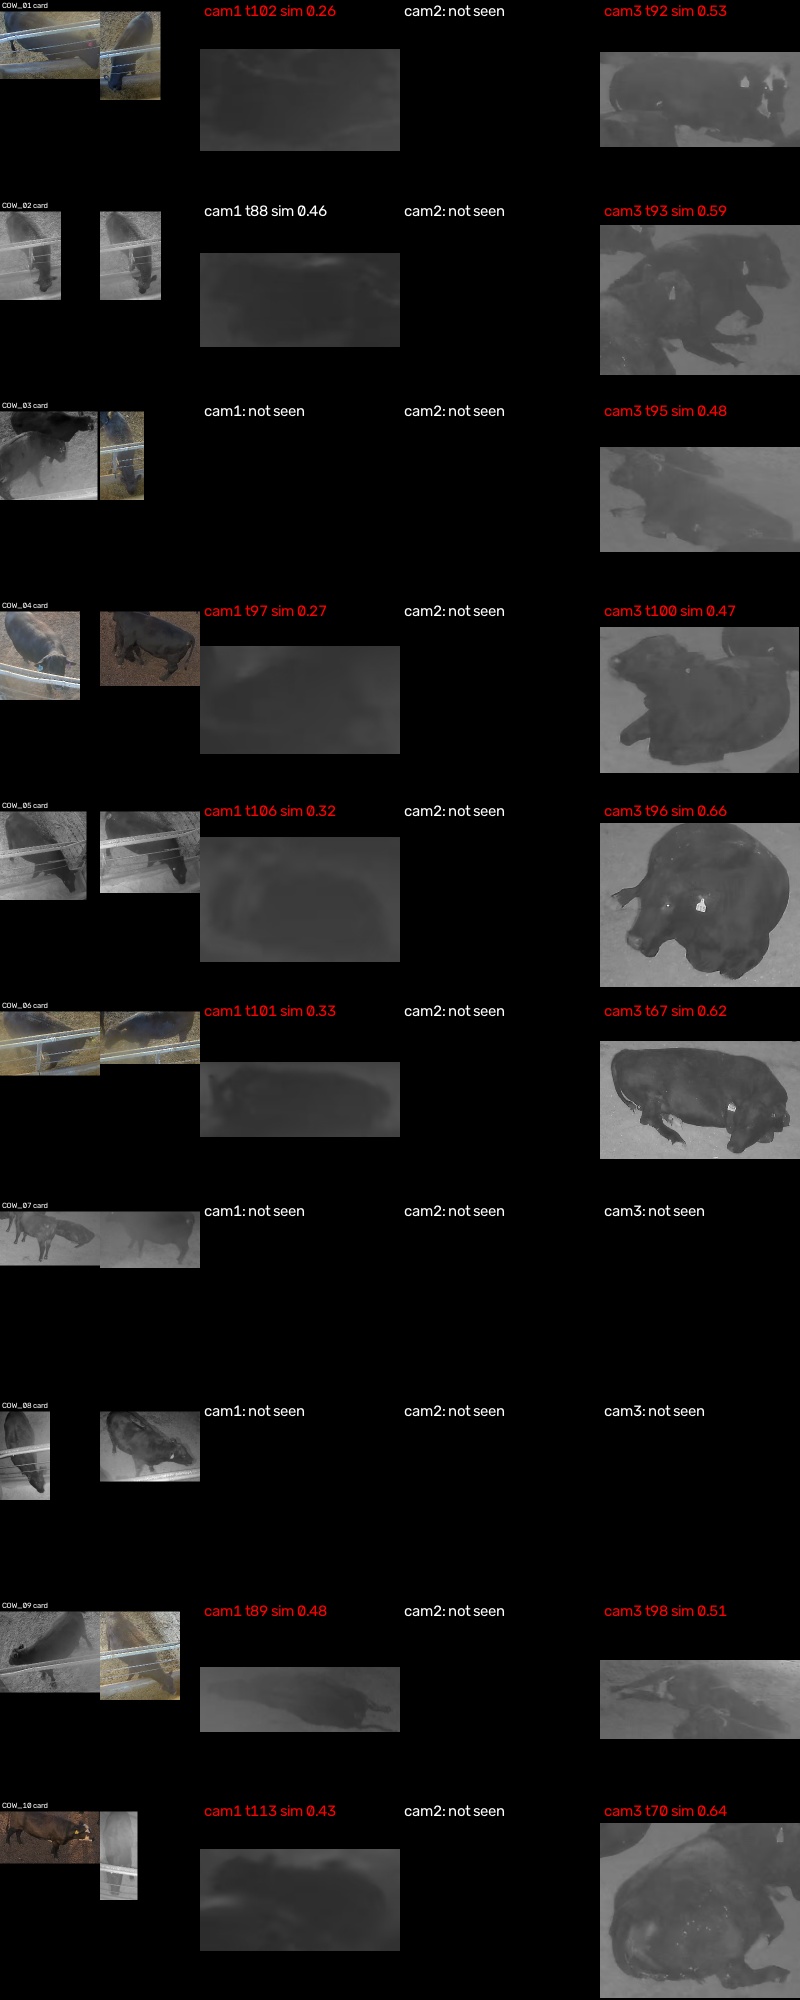 COW_01 card
cam1 t102 sim 0.26
cam2: not seen
cam3 t92 sim 0.53
COW_02 card
cam1 t88 sim 0.46
cam2: not seen
cam3 t93 sim 0.59
COW_03 card
cam1: not seen
cam2: not seen
cam3 t95 sim 0.48
COW_04 card
cam1 t97 sim 0.27
cam2: not seen
cam3 t100 sim 0.47
COW_05 card
cam1 t106 sim 0.32
cam2: not seen
cam3 t96 sim 0.66
COW_06 card
cam1 t101 sim 0.33
cam2: not seen
cam3 t67 sim 0.62
COW_07 card
cam1: not seen
cam2: not seen
cam3: not seen
COW_08 card
cam1: not seen
cam2: not seen
cam3: not seen
COW_09 card
cam1 t89 sim 0.48
cam2: not seen
cam3 t98 sim 0.51
COW_10 card
cam1 t113 sim 0.43
cam2: not seen
cam3 t70 sim 0.64